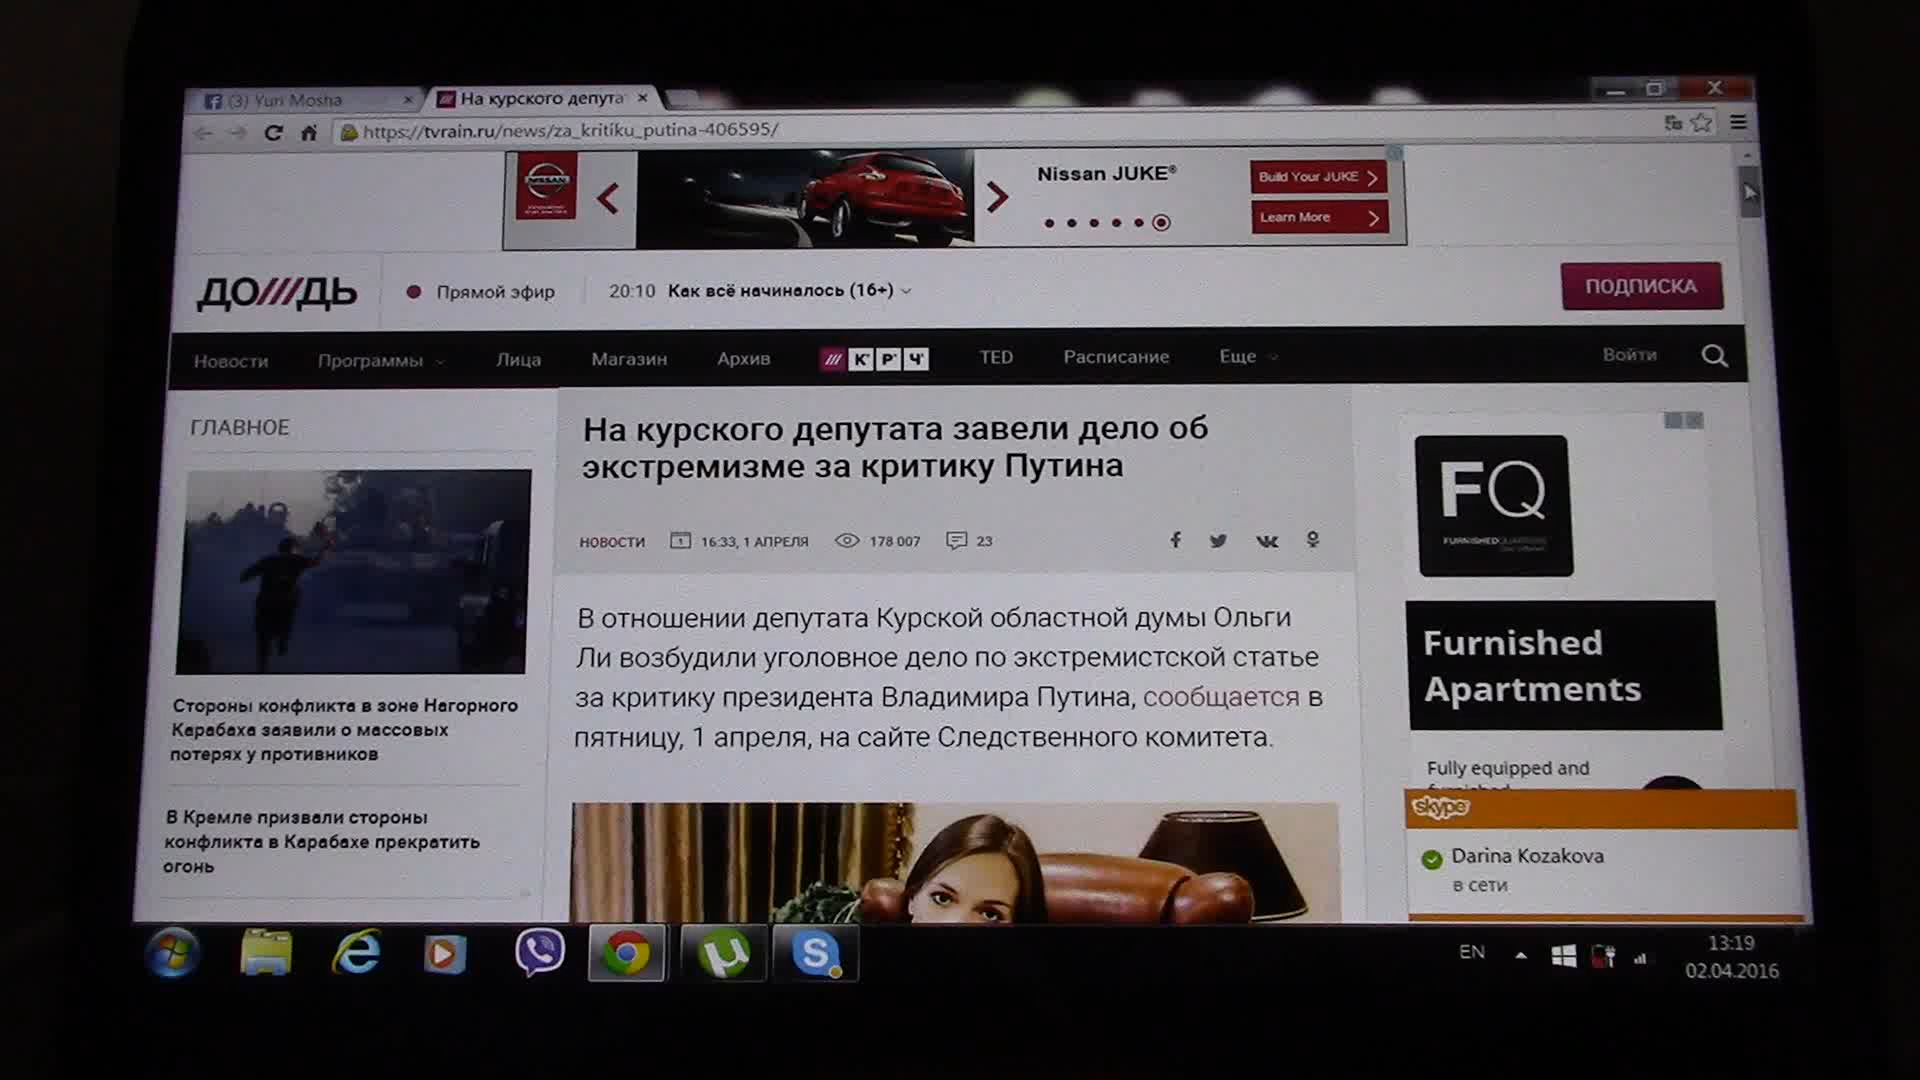 (3) Yuri Mosha
На курского депута
https://tvrain.ru/news/za_kritiku_putina-406595/
NISSAN
Nissan JUKE®
Build Your JUKE
Learn More
ДО///ДЬ
Прямой эфир
20:10 Как всё начиналось (16+)
ПОДПИСКА
Новости Программы Лица Магазин Архив К Р Ч TED Расписание Еще Войти
ГЛАВНОЕ
Стороны конфликта в зоне Нагорного
Карабаха заявили о массовых
потерях у противников
В Кремле призвали стороны
конфликта в Карабахе прекратить
огонь
На курского депутата завели дело об
экстремизме за критику Путина
НОВОСТИ 1 16:33, 1 АПРЕЛЯ 178 007 23
В отношении депутата Курской областной думы Ольги
Ли возбудили уголовное дело по экстремистской статье
за критику президента Владимира Путина, сообщается в
пятницу, 1 апреля, на сайте Следственного комитета.
FQ
FURNISHED
Furnished
Apartments
Fully equipped and
skype
Darina Kozakova
в сети
EN
13:19
02.04.2016